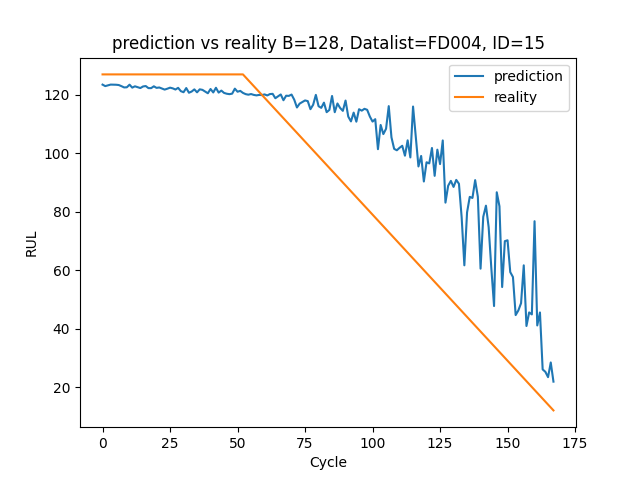 prediction vs reality B=128, Datalist=FD004, ID=15
prediction
reality
RUL
120
100
80
60
40
20
0 25 50 75 100 125 150 175
Cycle